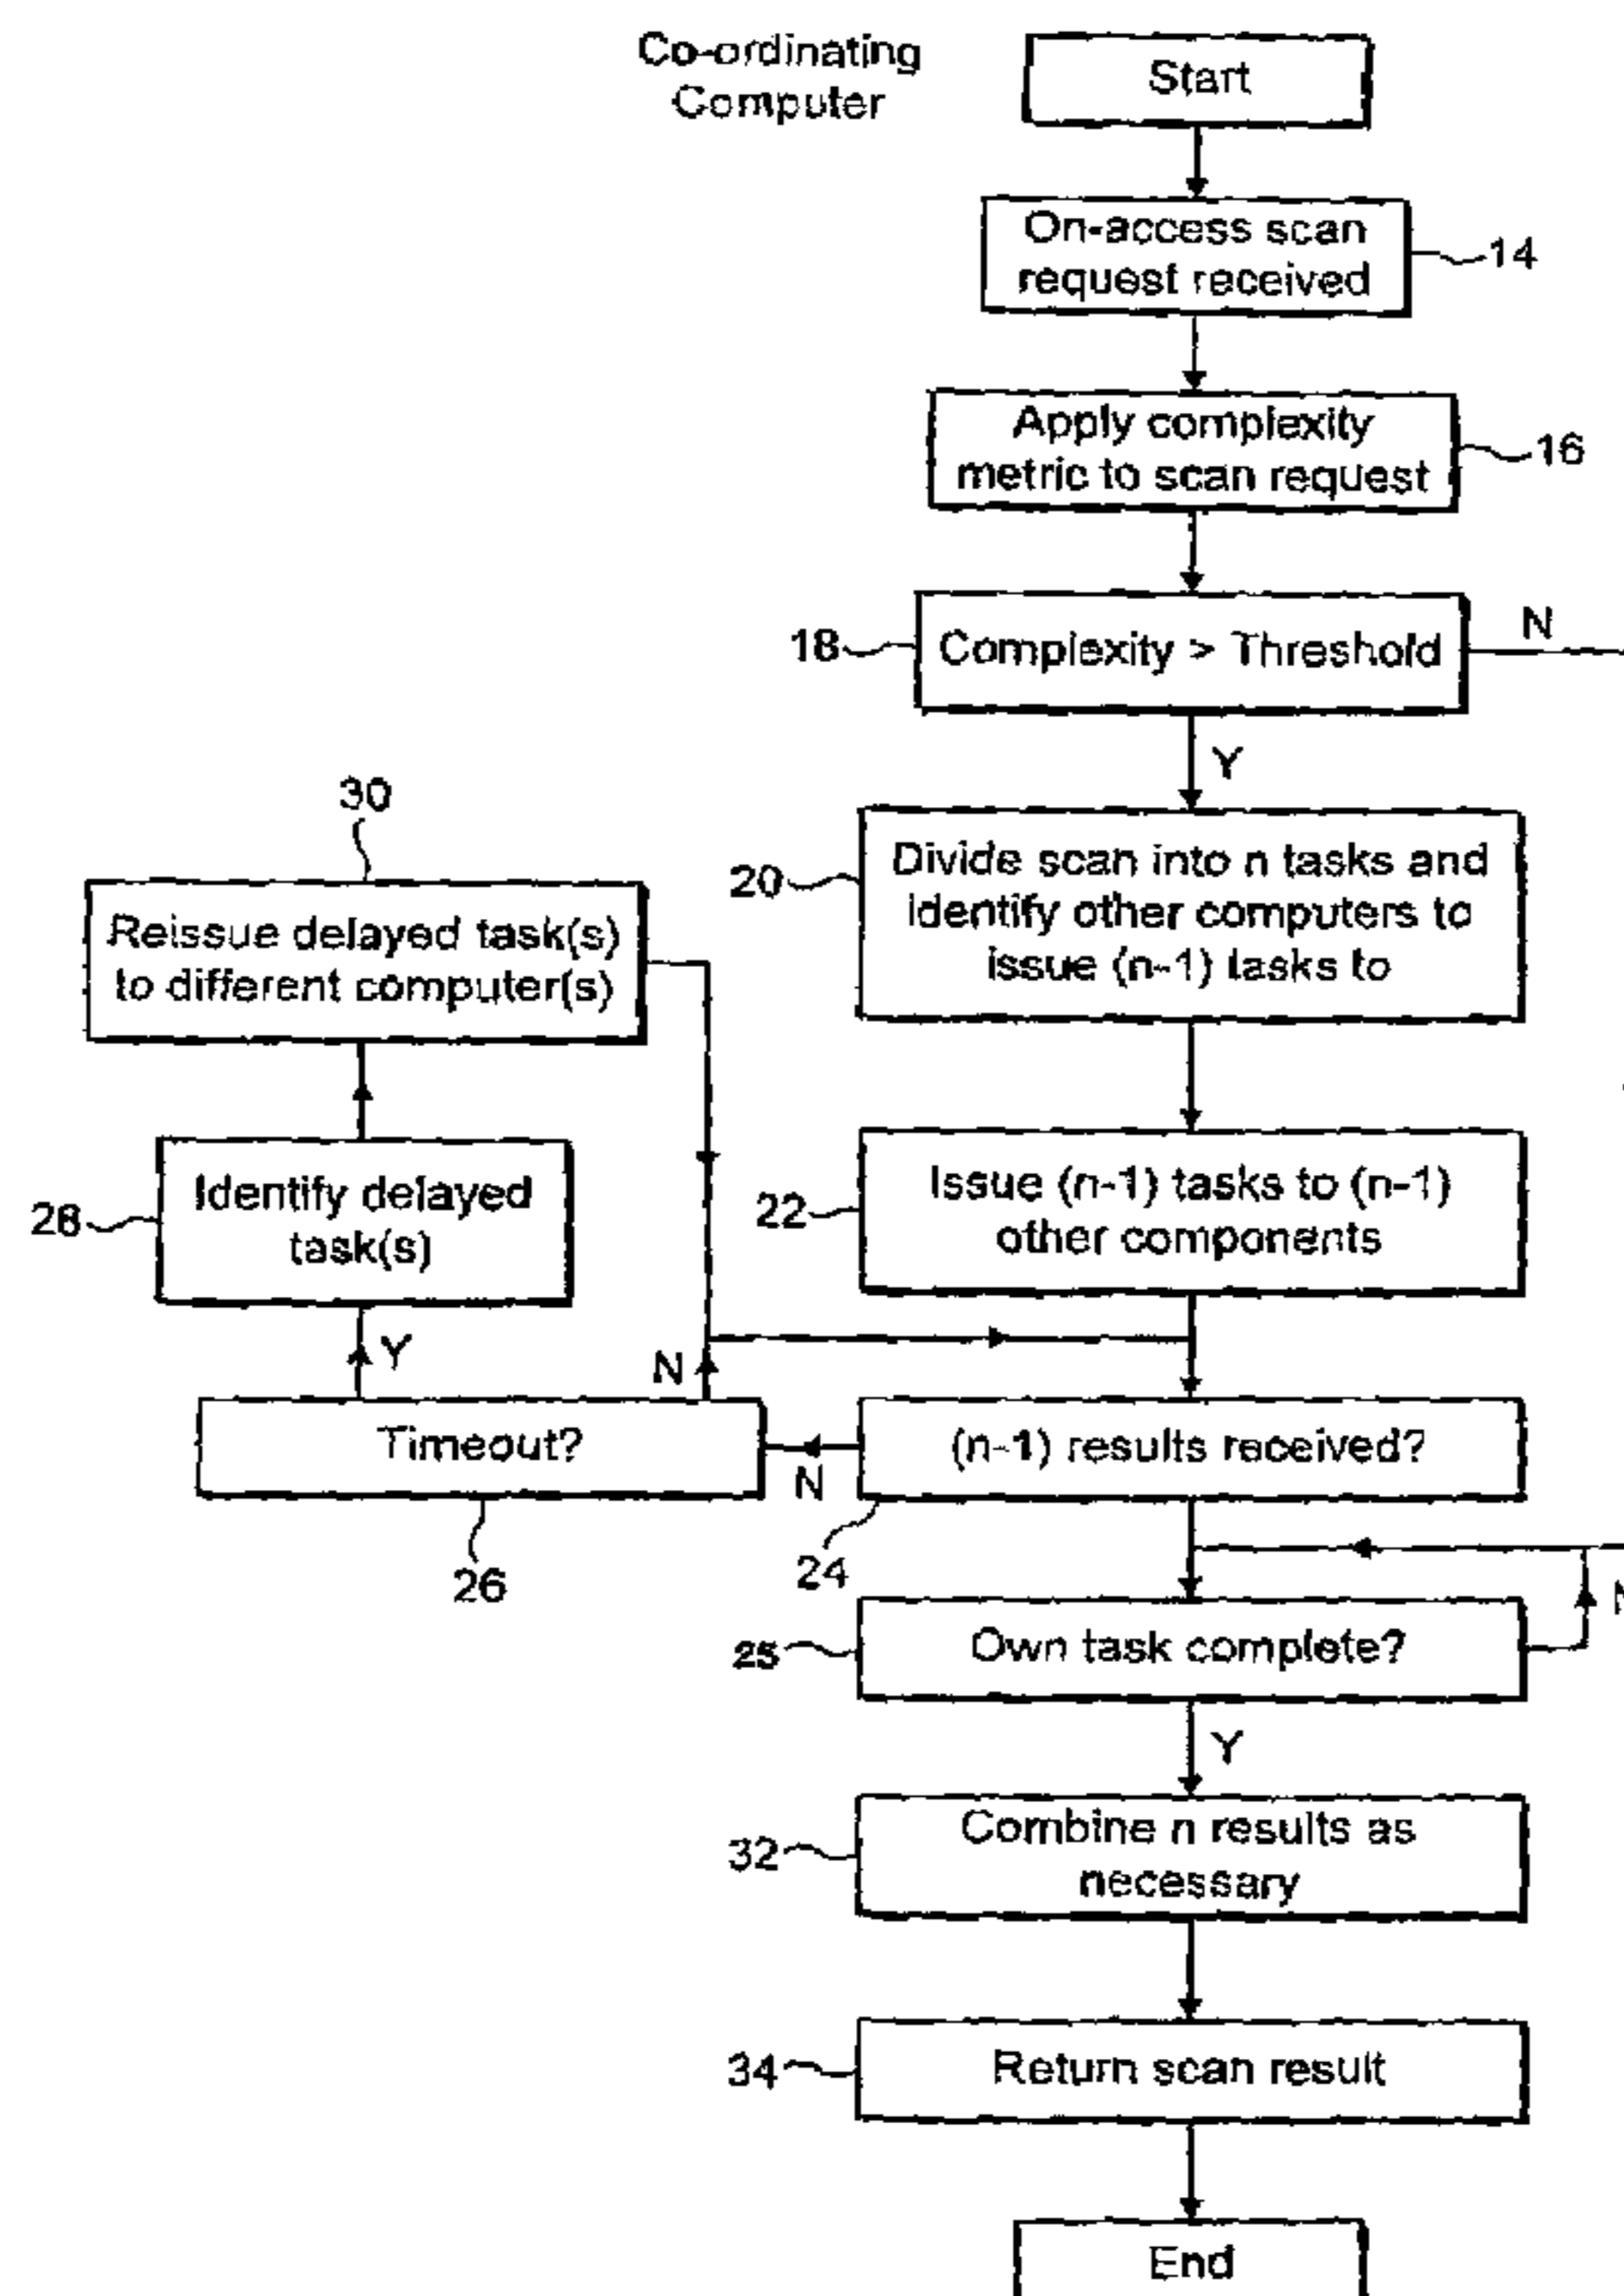 Co-ordinating
Computer
Start
On-access scan
request received
14
Apply complexity
metric to scan request
16
18
Complexity > Threshold
N
Y
20
Divide scan into n tasks and
identify other computers to
issue (n-1) tasks to
30
Reissue delayed task(s)
to different computer(s)
28
Identify delayed
task(s)
22
Issue (n-1) tasks to (n-1)
other components
Y
N
Timeout?
N
(n-1) results received?
26
24
25
Own task complete?
Y
32
Combine n results as
necessary
34
Return scan result
End